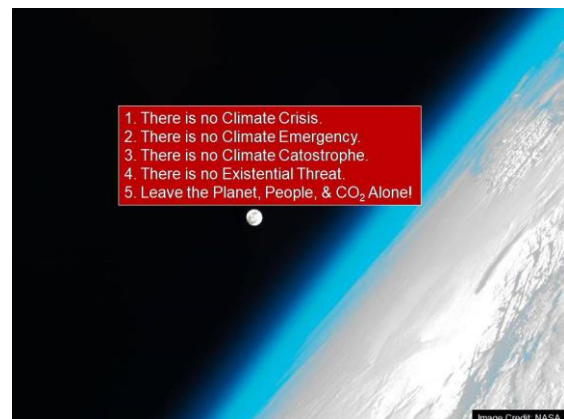 1. There is no Climate Crisis.
2. There is no Climate Emergency.
3. There is no Climate Catostrophe.
4. There is no Existential Threat.
5. Leave the Planet, People, & CO₂ Alone!
Image Credit: NASA